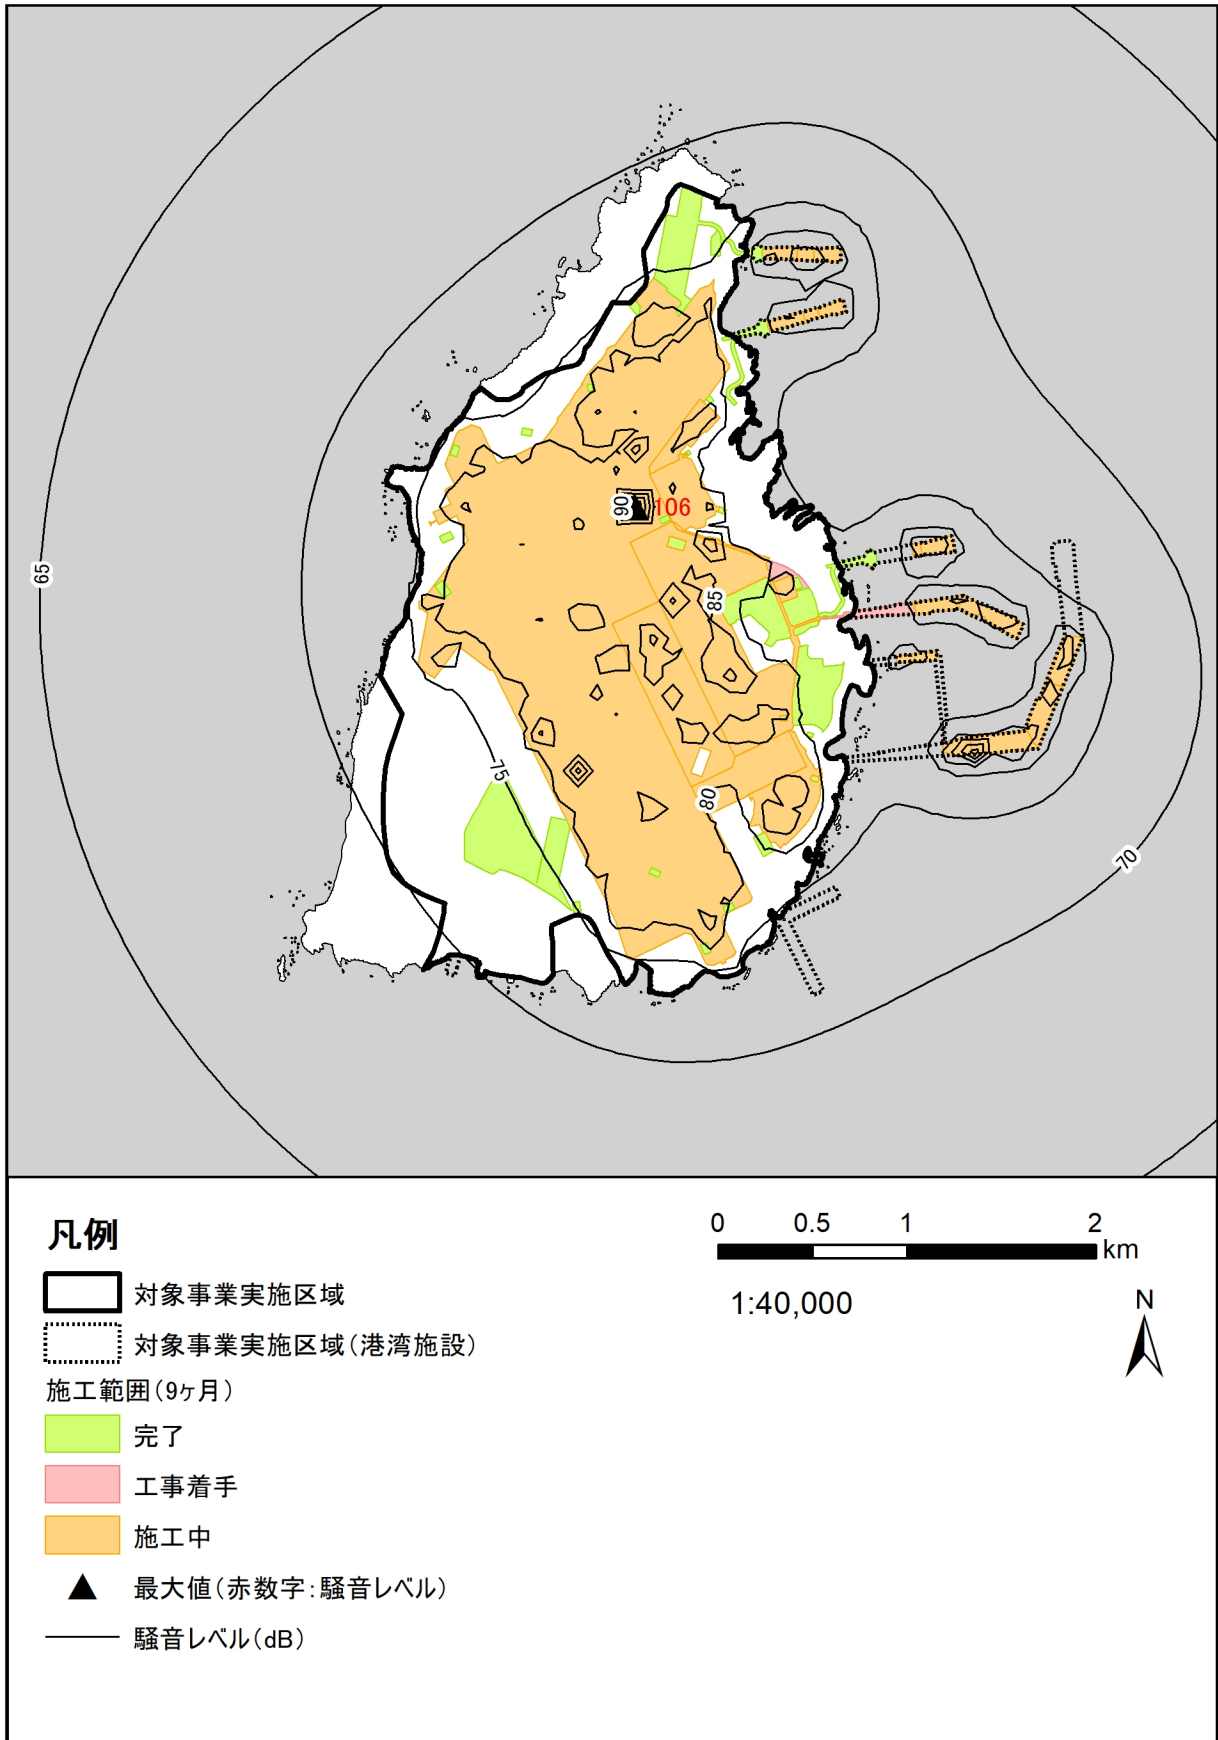 65
90
106
85
75
80
70
凡例
対象事業実施区域
対象事業実施区域(港湾施設)
施工範囲(9ヶ月)
完了
工事着手
施工中
最大値(赤数字:騒音レベル)
騒音レベル(dB)
0 0.5 1 2
km
1:40,000
N